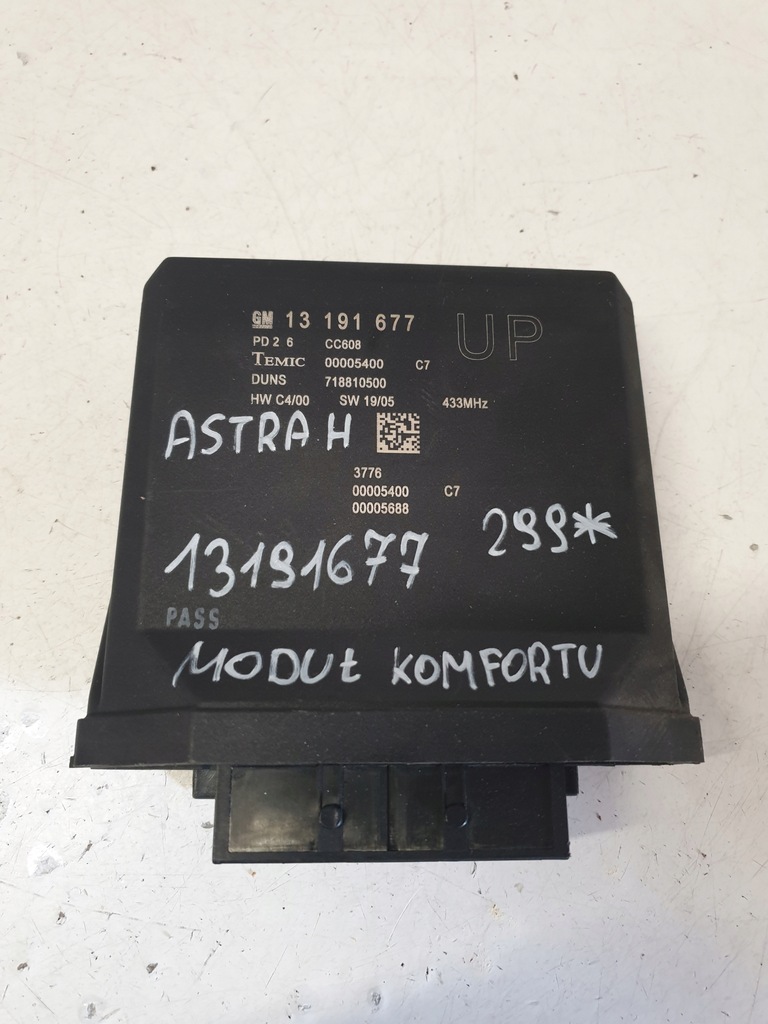 GM 13 191 677 UP
PD 2 6 CC608
TEMIC 00005400 C7
DUNS 718810500
HW C4/00 SW 19/05 433MHz
ASTRA H
3776
00005400 C7
00005688
299*
13191677
PASS
MODUŁ KOMFORTU